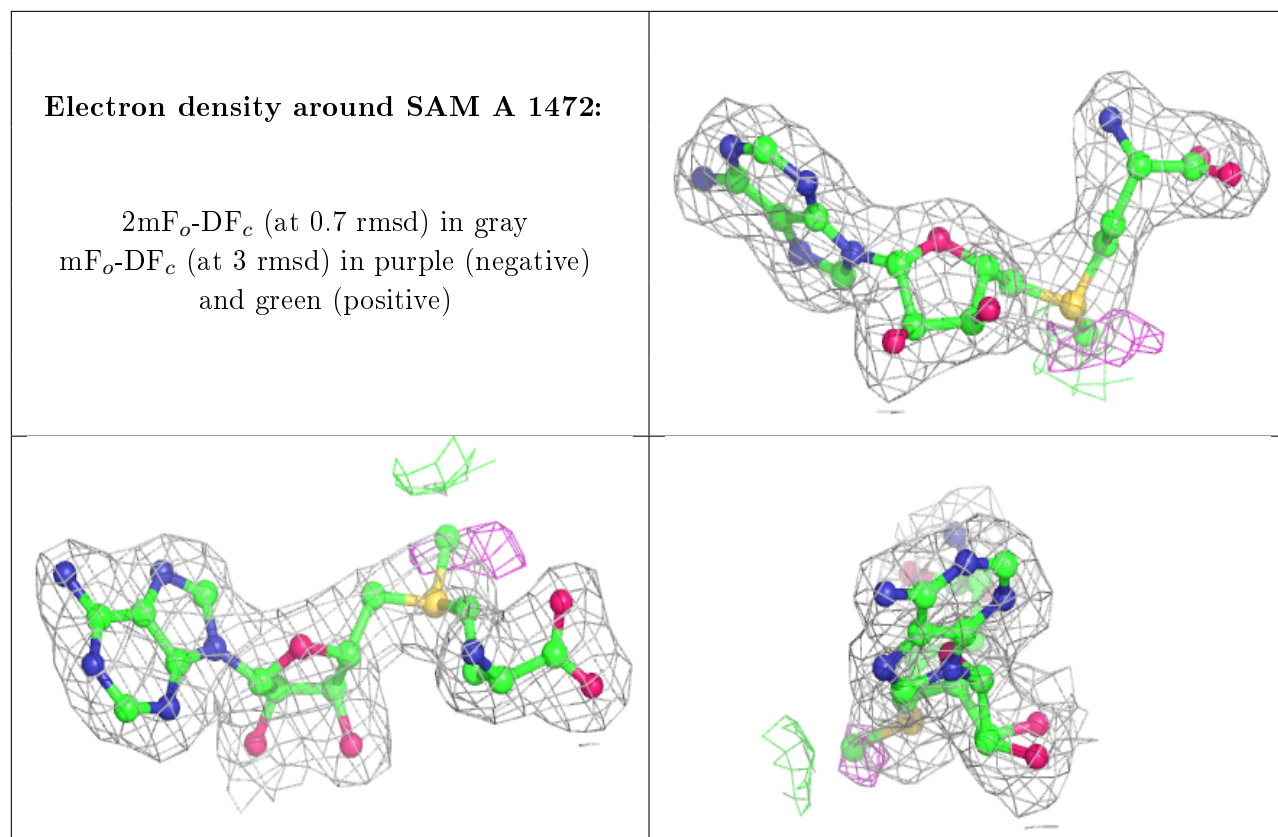 Electron density around SAM A 1472:
2mFo-DFc (at 0.7 rmsd) in gray
mFo-DFc (at 3 rmsd) in purple (negative)
and green (positive)